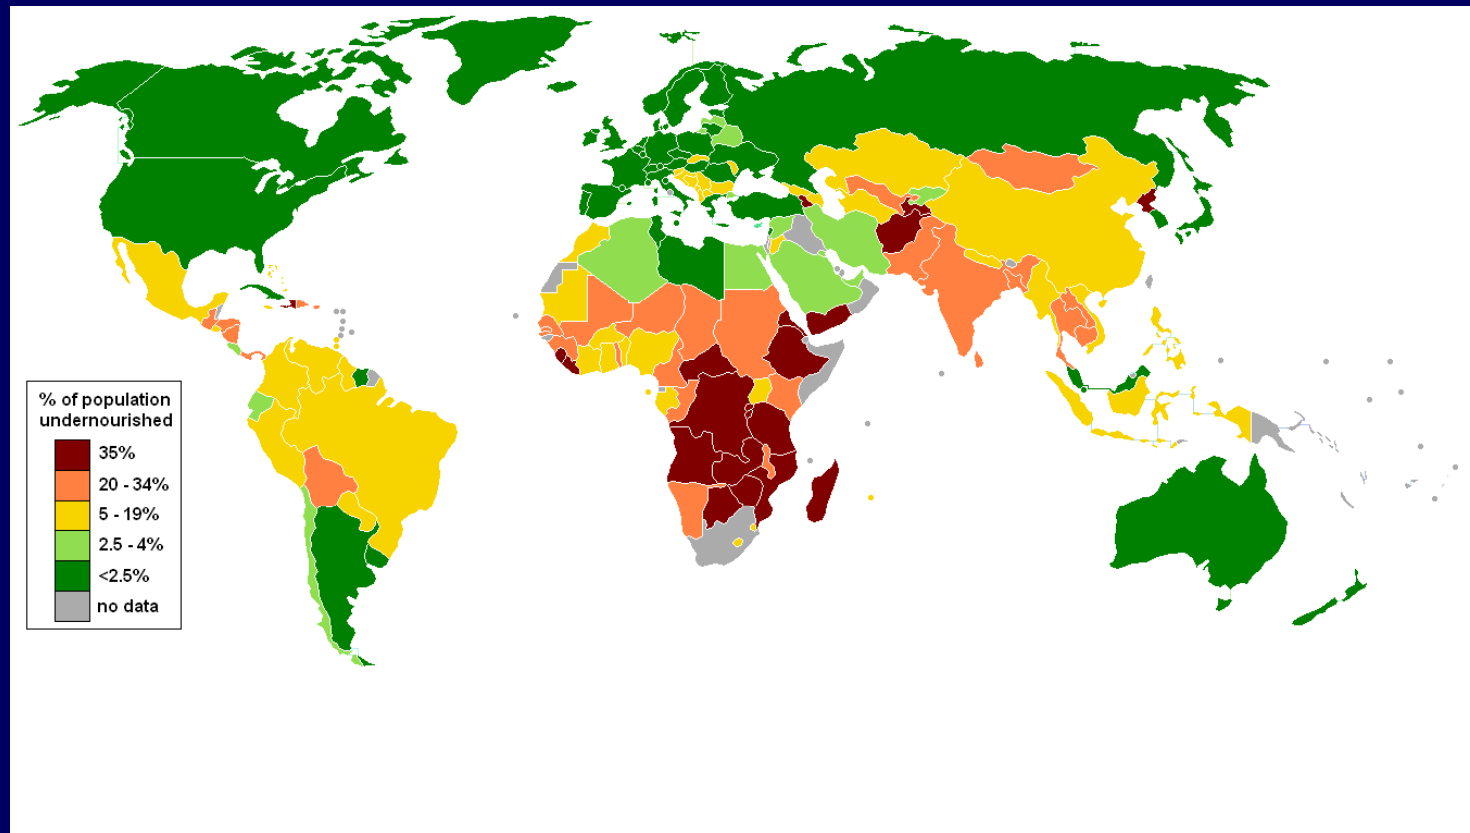 % of population
undernourished
35%
20 - 34%
5 - 19%
2.5 - 4%
<2.5%
no data